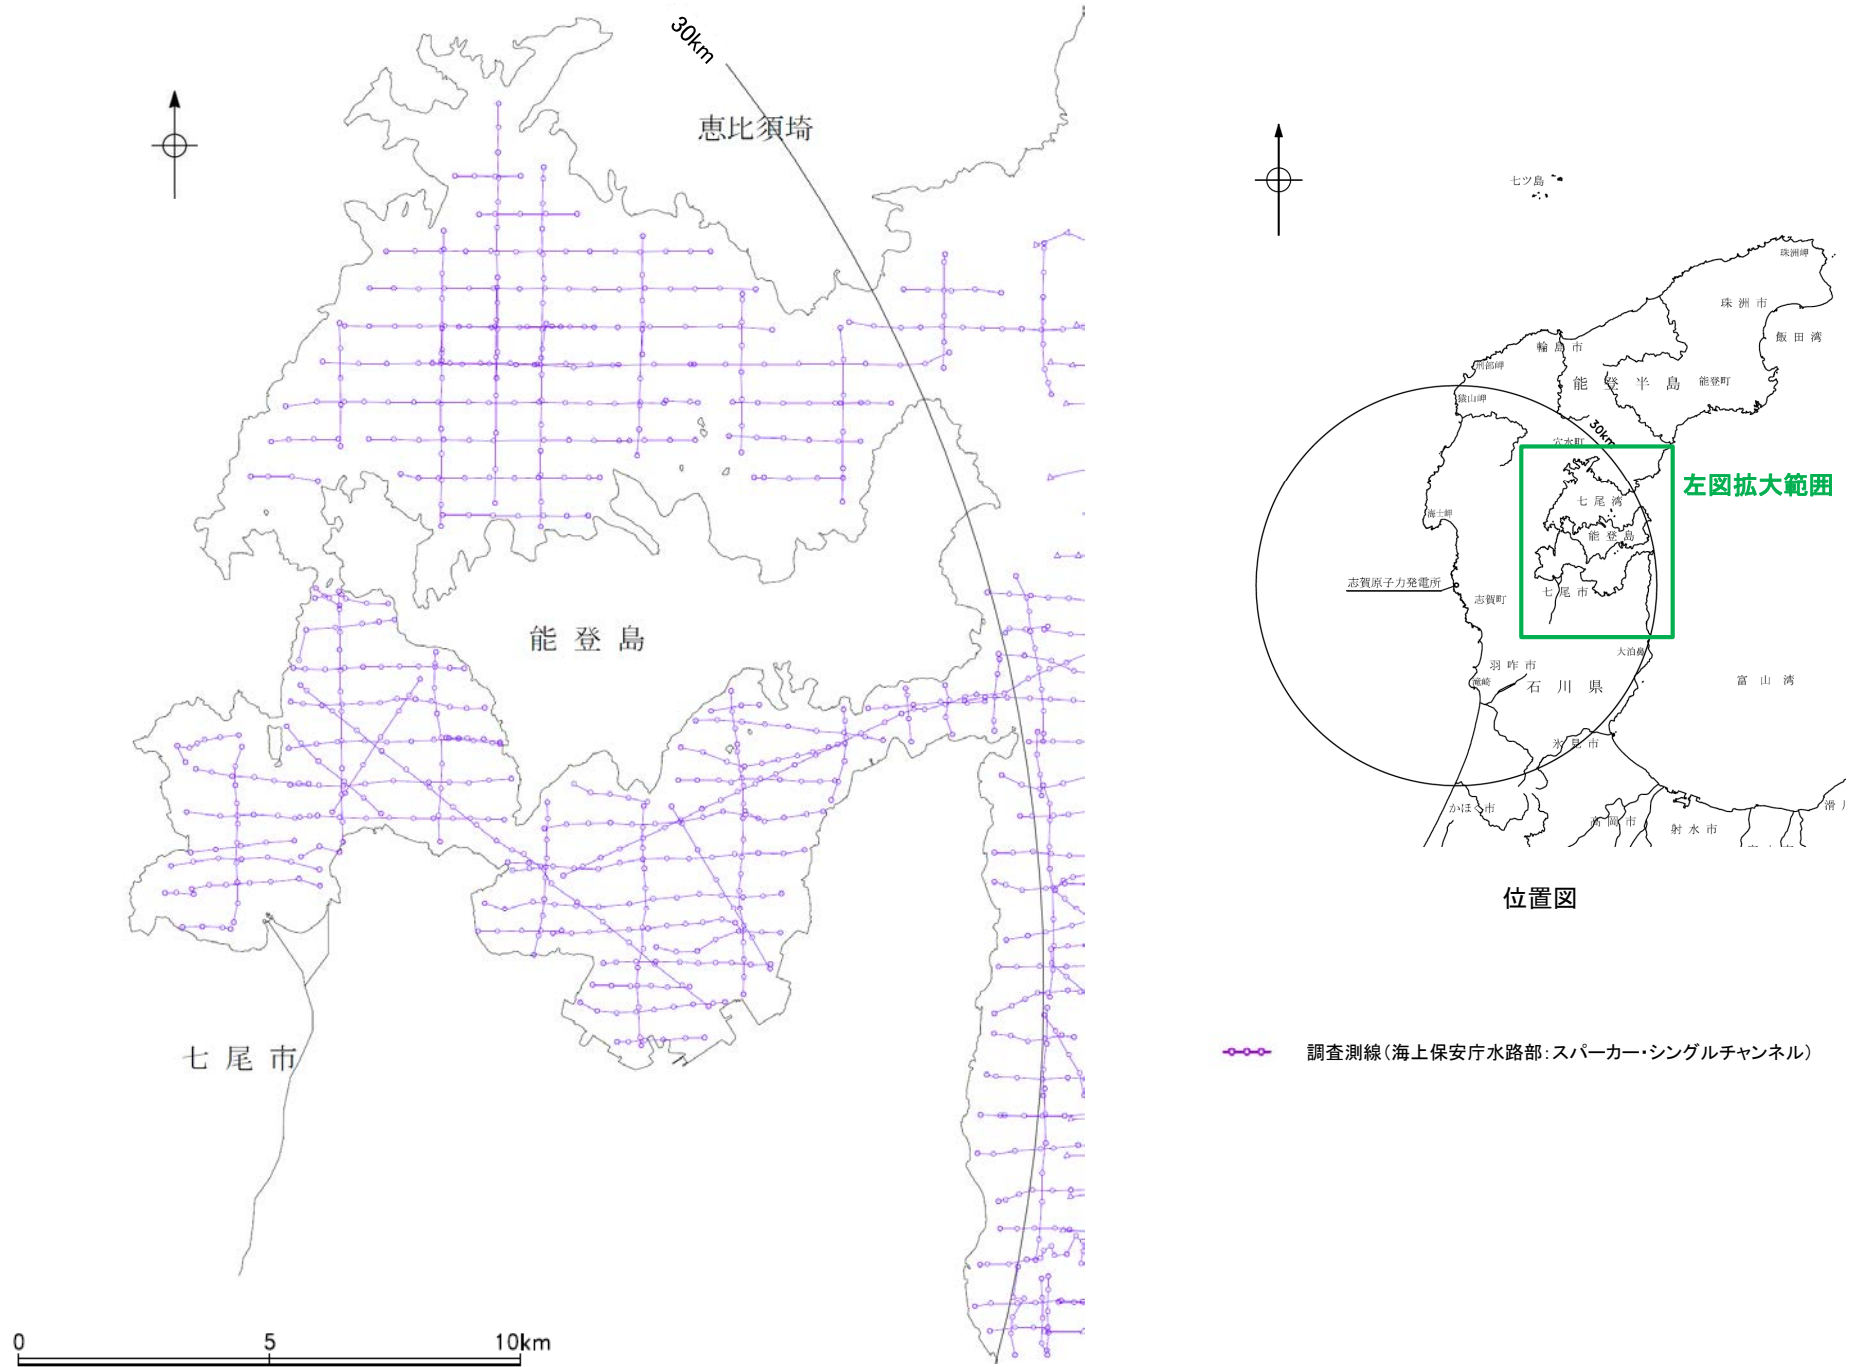 30km
恵比須埼
能登島
七尾市
0 5 10km
七ツ島
珠洲岬
珠洲市
飯田湾
輪島市
能登半島
能登町
猿山岬
30km
穴水町
左図拡大範囲
七尾湾
海士岬
能登島
志賀原子力発電所
七尾市
志賀町
大泊鼻
羽咋市
滝崎
石川県
富山湾
氷見市
かほく市
高岡市
射水市
位置図
調査測線(海上保安庁水路部:スパーカー・シングルチャンネル)